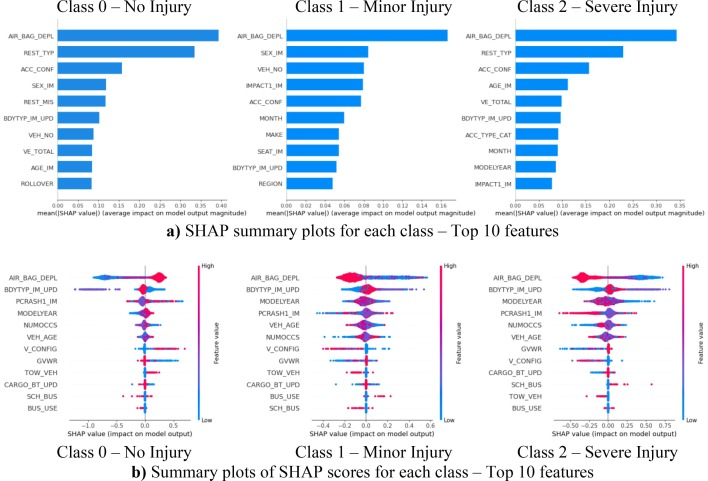 Class 0 – No Injury
Class 1 – Minor Injury
Class 2 – Severe Injury
AIR_BAG_DEPL
REST_TYP
ACC_CONF
SEX_IM
REST_MIS
BDYTYP_IM_UPD
VEH_NO
VE_TOTAL
AGE_IM
ROLLOVER
0.00 0.05 0.10 0.15 0.20 0.25 0.30 0.35 0.40
mean(|SHAP value|) (average impact on model output magnitude)
AIR_BAG_DEPL
SEX_IM
VEH_NO
IMPACT1_IM
ACC_CONF
MONTH
MAKE
SEAT_IM
BDYTYP_IM_UPD
REGION
0.00 0.02 0.04 0.06 0.08 0.10 0.12 0.14 0.16
mean(|SHAP value|) (average impact on model output magnitude)
AIR_BAG_DEPL
REST_TYP
ACC_CONF
AGE_IM
VE_TOTAL
BDYTYP_IM_UPD
ACC_TYPE_CAT
MONTH
MODELYEAR
IMPACT1_IM
0.00 0.05 0.10 0.15 0.20 0.25 0.30 0.35
mean(|SHAP value|) (average impact on model output magnitude)
a) SHAP summary plots for each class – Top 10 features
High
AIR_BAG_DEPL
BDYTYP_IM_UPD
PCRASH1_IM
MODELYEAR
NUMOCCS
VEH_AGE
V_CONFIG
GVWR
TOW_VEH
CARGO_BT_UPD
SCH_BUS
BUS_USE
Feature value
Low
-1.0 -0.5 0.0 0.5
SHAP value (impact on model output)
High
AIR_BAG_DEPL
BDYTYP_IM_UPD
MODELYEAR
PCRASH1_IM
VEH_AGE
NUMOCCS
V_CONFIG
GVWR
TOW_VEH
CARGO_BT_UPD
BUS_USE
SCH_BUS
Feature value
Low
-0.6 -0.4 -0.2 0.0 0.2 0.4 0.6
SHAP value (impact on model output)
High
AIR_BAG_DEPL
BDYTYP_IM_UPD
MODELYEAR
PCRASH1_IM
NUMOCCS
VEH_AGE
GVWR
V_CONFIG
CARGO_BT_UPD
SCH_BUS
TOW_VEH
BUS_USE
Feature value
Low
-0.50 -0.25 0.00 0.25 0.50 0.75
SHAP value (impact on model output)
Class 0 – No Injury
Class 1 – Minor Injury
Class 2 – Severe Injury
b) Summary plots of SHAP scores for each class – Top 10 features